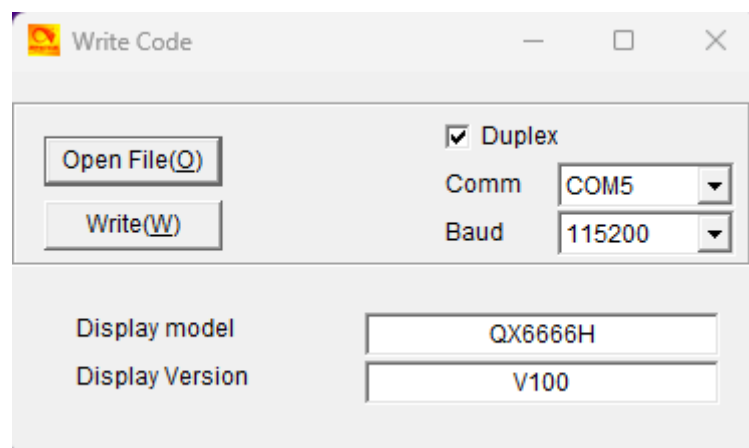 Write Code
Open File(O)
Write(W)
Duplex
Comm COM5
Baud 115200
Display model QX6666H
Display Version V100